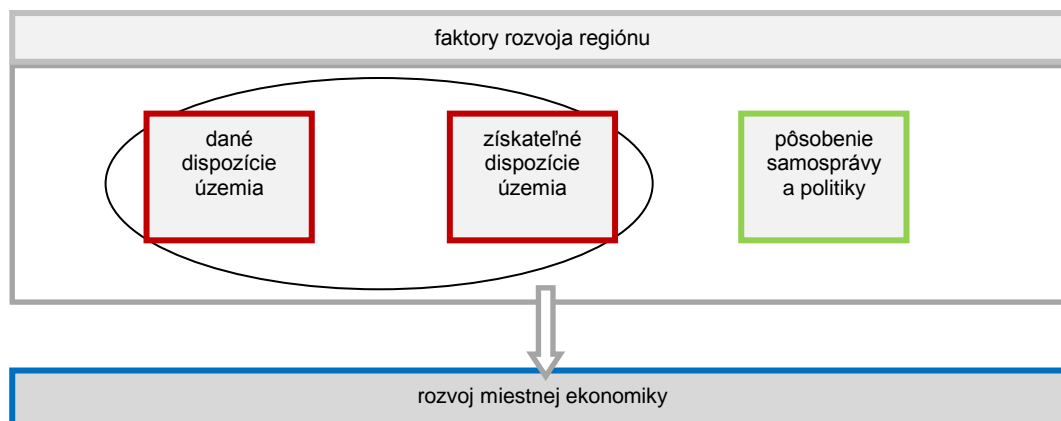 faktory rozvoja regiónu
dané
dispozície
územia
získateľné
dispozície
územia
pôsobenie
samosprávy
a politiky
rozvoj miestnej ekonomiky